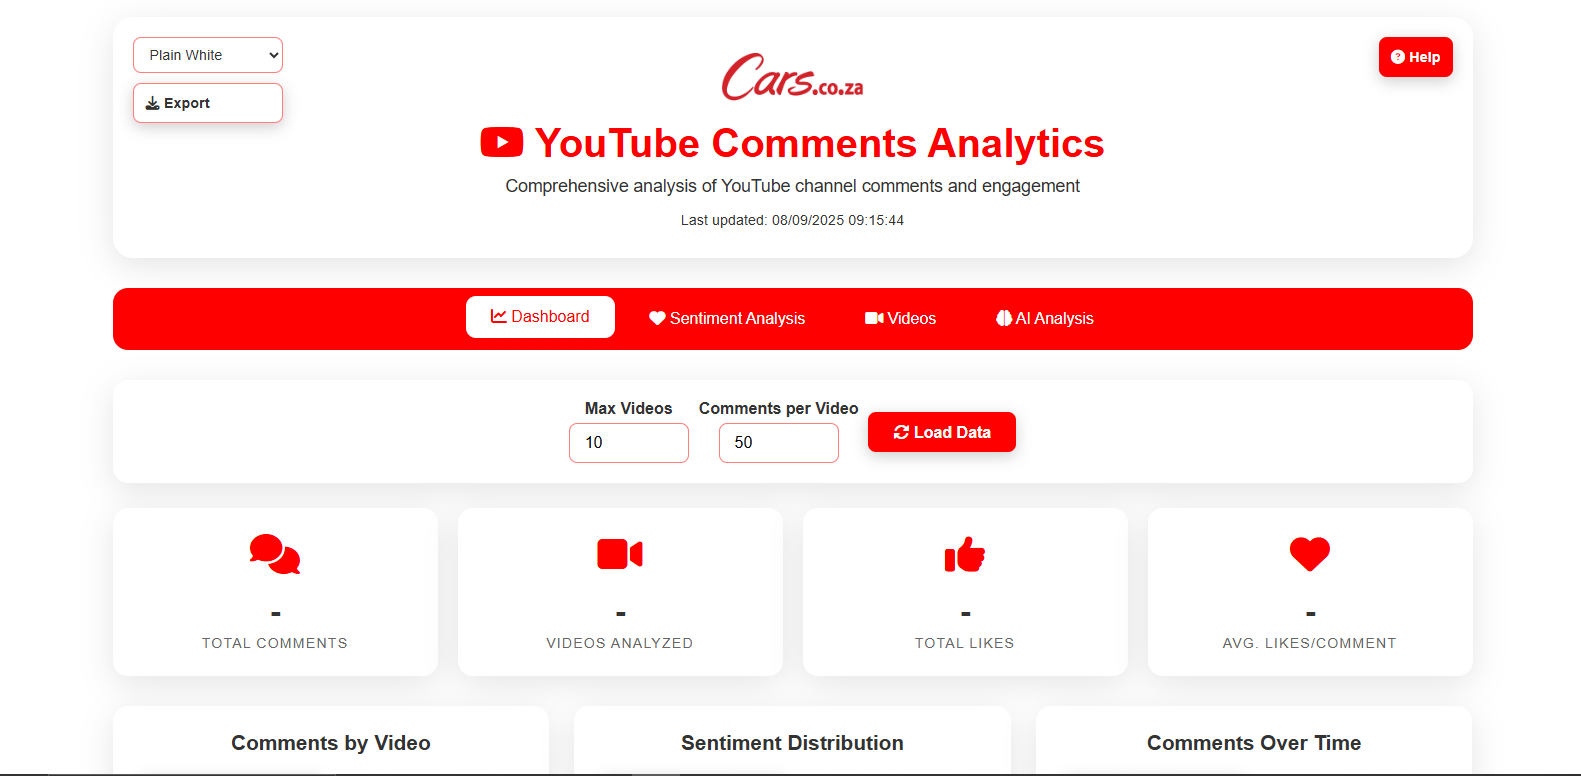 Plain White
Export
Help
Cars.co.za
YouTube Comments Analytics
Comprehensive analysis of YouTube channel comments and engagement
Last updated: 08/09/2025 09:15:44
Dashboard
Sentiment Analysis
Videos
AI Analysis
Max Videos
10
Comments per Video
50
Load Data
-
TOTAL COMMENTS
-
VIDEOS ANALYZED
-
TOTAL LIKES
-
AVG. LIKES/COMMENT
Comments by Video
Sentiment Distribution
Comments Over Time